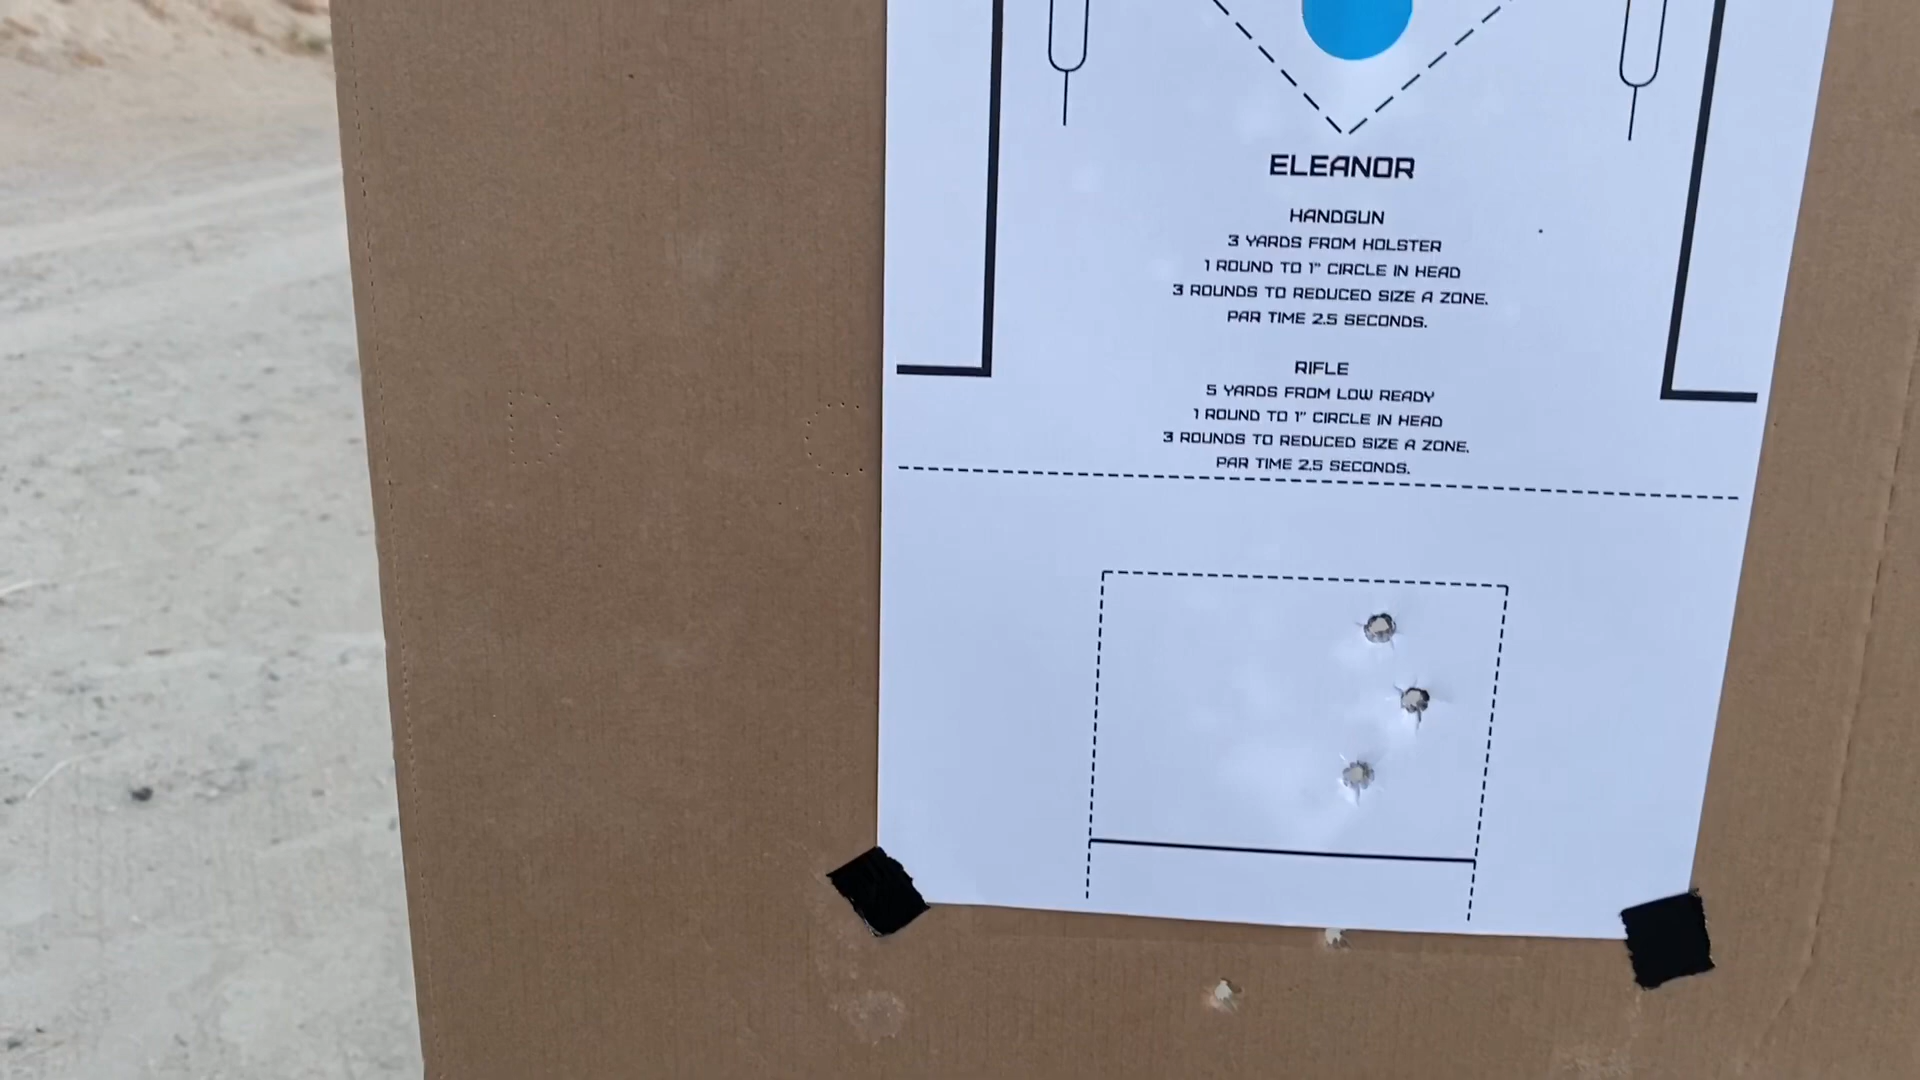 ELEANOR
HANDGUN
3 YARDS FROM HOLSTER
1 ROUND TO 1" CIRCLE IN HEAD
3 ROUNDS TO REDUCED SIZE A ZONE.
PAR TIME 2.5 SECONDS.
RIFLE
5 YARDS FROM LOW READY
1 ROUND TO 1" CIRCLE IN HEAD
3 ROUNDS TO REDUCED SIZE A ZONE.
PAR TIME 2.5 SECONDS.
D C